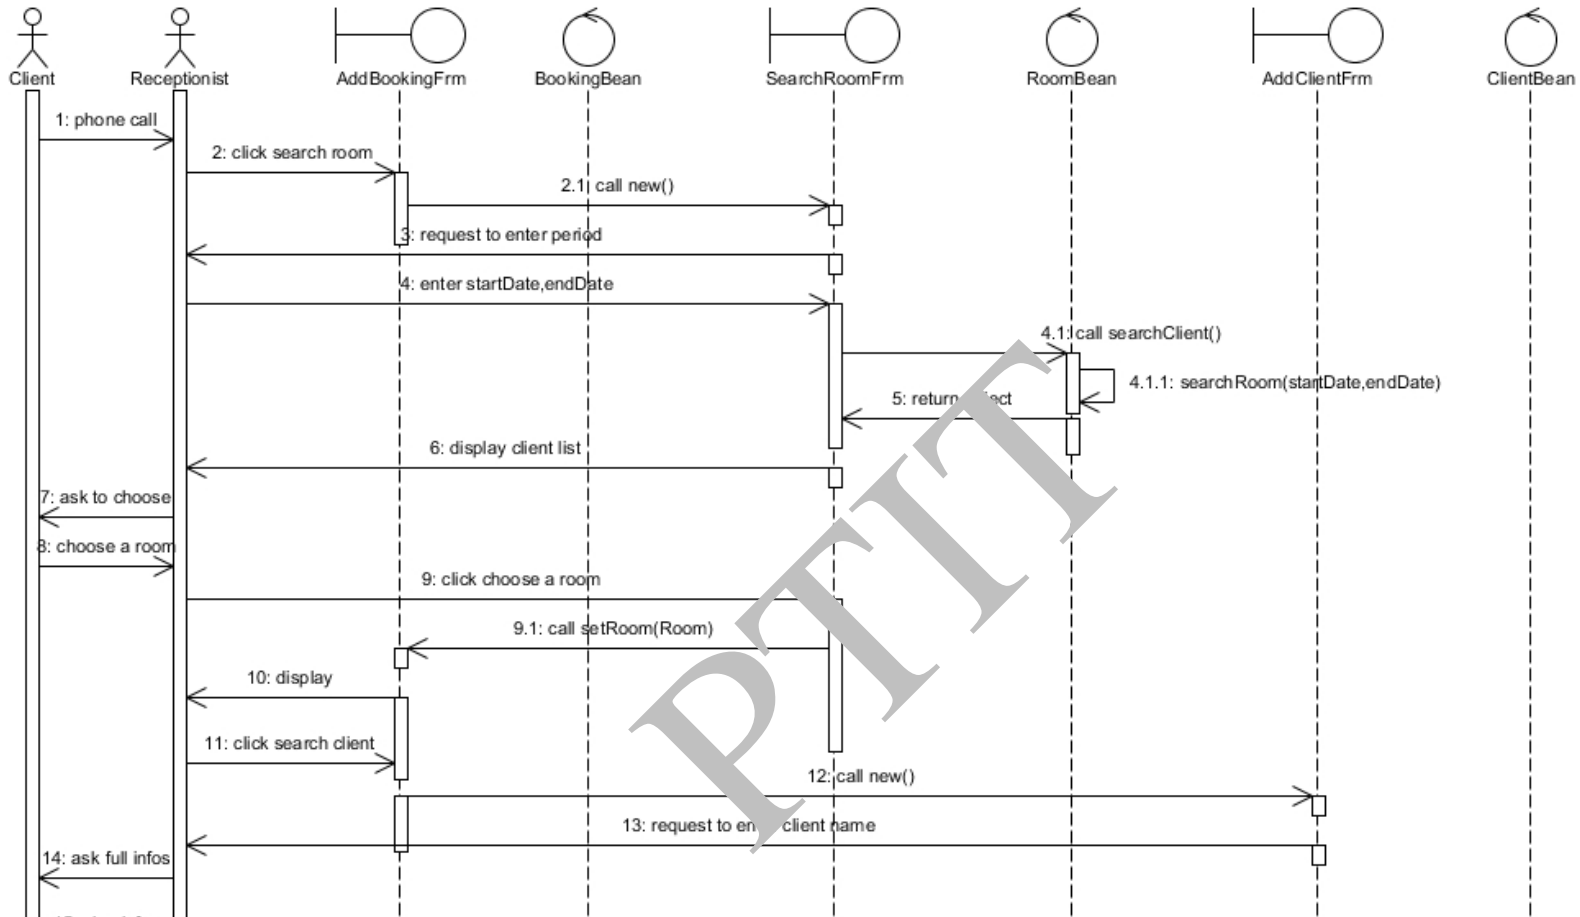 Client
Receptionist
AddBookingFrm
BookingBean
SearchRoomFrm
RoomBean
AddClientFrm
ClientBean
1: phone call
2: click search room
2.1: call new()
3: request to enter period
4: enter startDate,endDate
4.1: call searchClient()
4.1.1: searchRoom(startDate,endDate)
5: return
6: display client list
7: ask to choose
8: choose a room
9: click choose a room
9.1: call setRoom(Room)
10: display
11: click search client
12: call new()
13: request to client name
14: ask full infos
PTIT